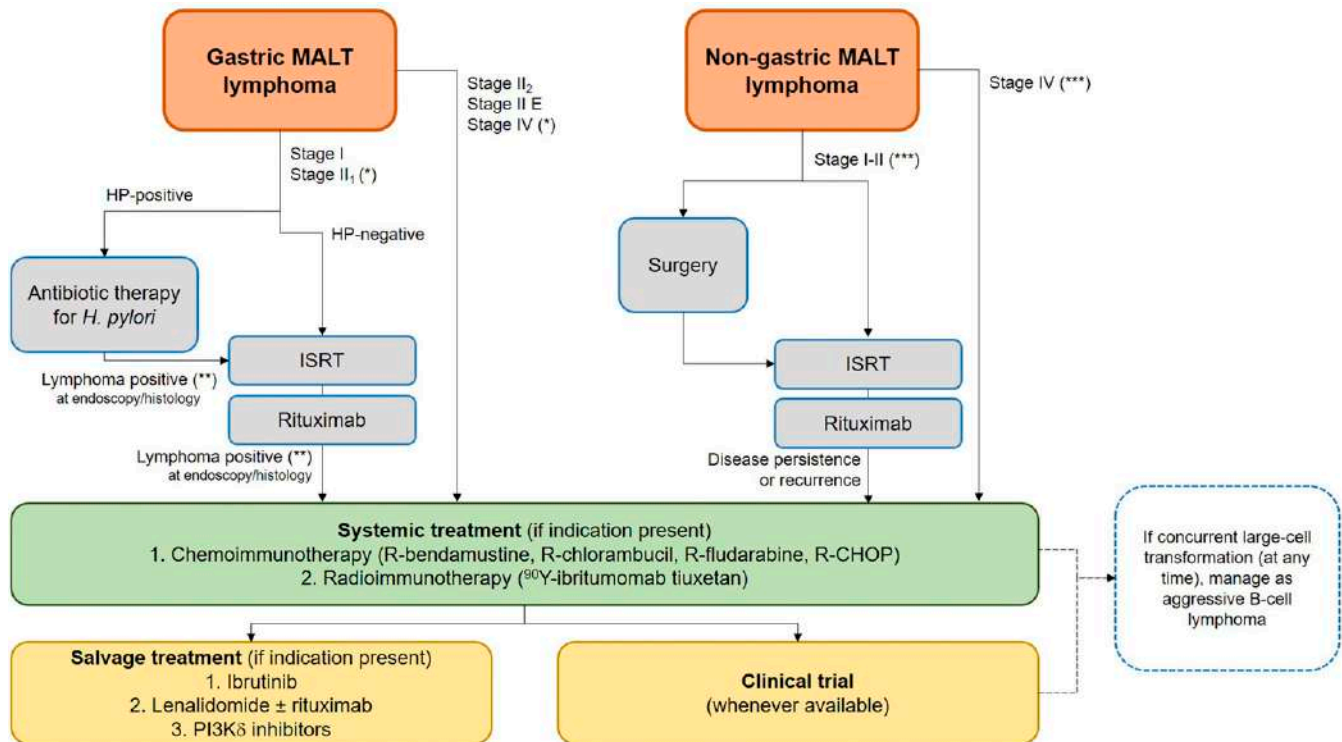 Gastric MALT
lymphoma
Non-gastric MALT
lymphoma
Stage II₂
Stage II E
Stage IV (*)
Stage IV (***)
Stage I
Stage II₁ (*)
Stage I-II (***)
HP-positive
HP-negative
Antibiotic therapy
for H. pylori
Surgery
ISRT
ISRT
Lymphoma positive (**)
at endoscopy/histology
Rituximab
Rituximab
Lymphoma positive (**)
at endoscopy/histology
Disease persistence
or recurrence
Systemic treatment (if indication present)
1. Chemoimmunotherapy (R-bendamustine, R-chlorambucil, R-fludarabine, R-CHOP)
2. Radioimmunotherapy (⁹⁰Y-ibritumomab tiuxetan)
If concurrent large-cell
transformation (at any
time), manage as
aggressive B-cell
lymphoma
Salvage treatment (if indication present)
1. Ibrutinib
2. Lenalidomide ± rituximab
3. PI3Kδ inhibitors
Clinical trial
(whenever available)